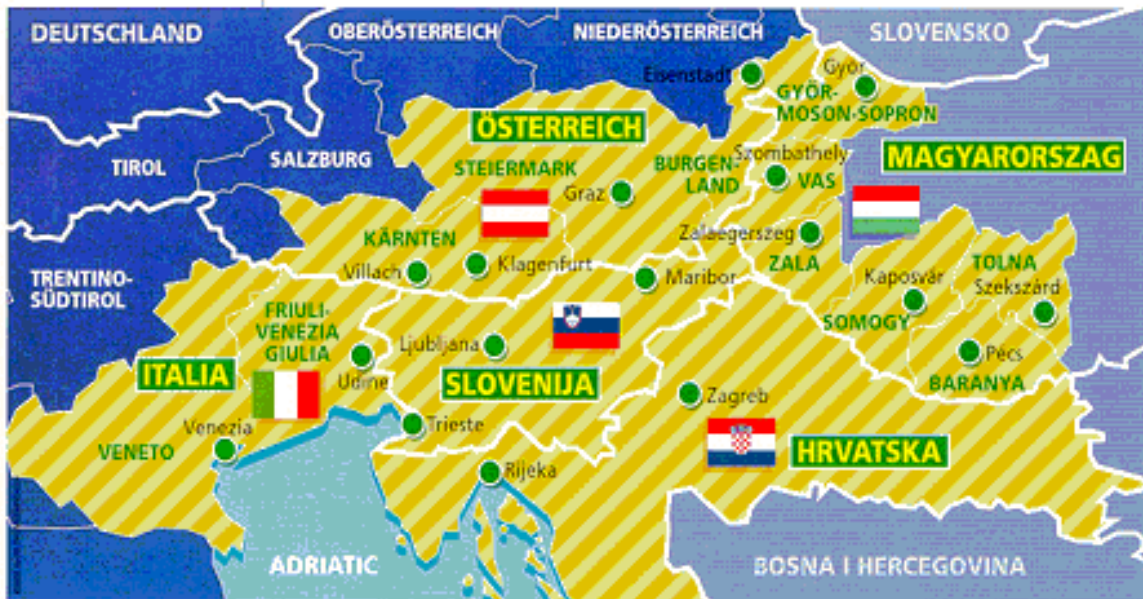 DEUTSCHLAND
OBERÖSTERREICH
NIEDERÖSTERREICH
SLOVENSKO
Eisenstadt
Györ
GYÖR-
MOSON-SOPRON
ÖSTERREICH
TIROL
SALZBURG
STEIERMARK
BURGEN-
LAND
Szombathely
VAS
MAGYARORSZAG
Graz
KÄRNTEN
Villach
Klagenfurt
Zalaegerszeg
ZALA
Maribor
TRENTINO-
SÜDTIROL
Kaposvár
TOLNA
Szekszárd
SOMOGY
FRIULI-
VENEZIA
GIULIA
Ljubljana
Udine
ITALIA
SLOVENIJA
Pécs
BARANYA
Zagreb
Venezia
Trieste
VENETO
HRVATSKA
Rijeka
ADRIATIC
BOSNA I HERCEGOVINA